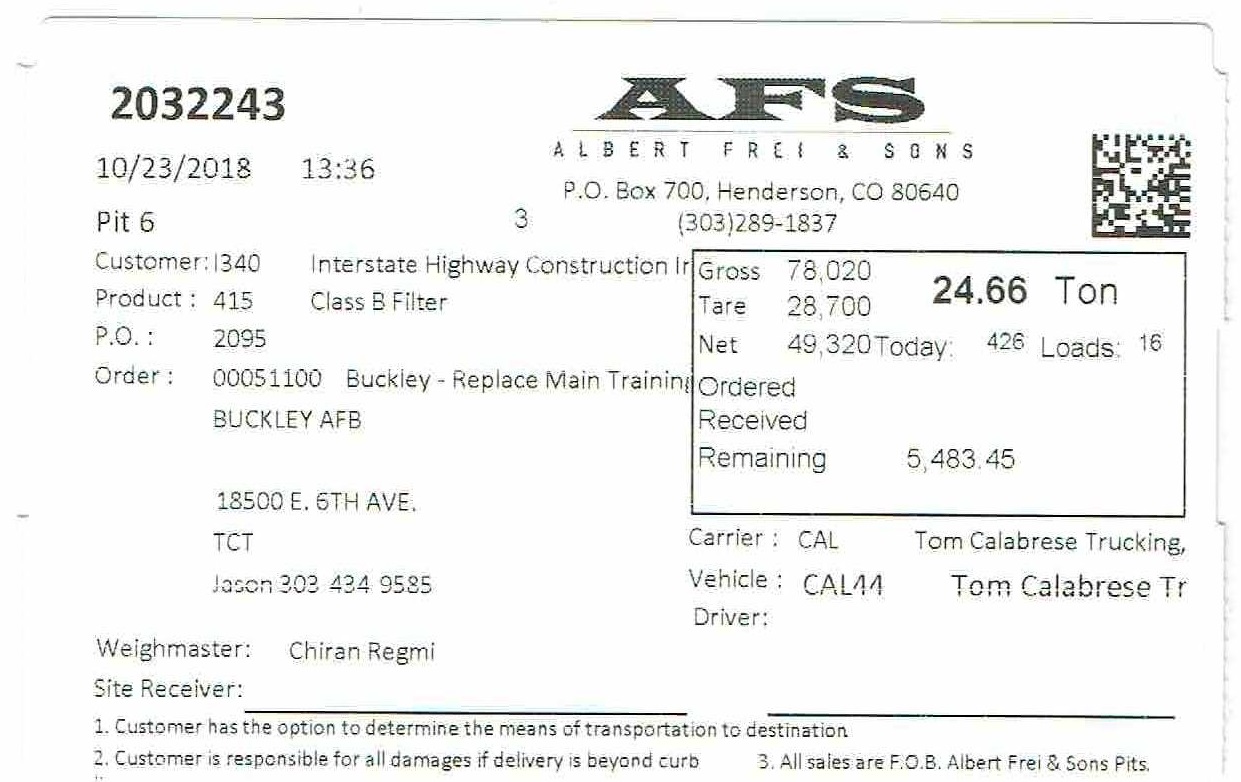 2032243
AFS
ALBERT FREI & SONS
10/23/2018 13:36
P.O. Box 700, Henderson, CO 80640
Pit 6 3 (303)289-1837
Customer: I340 Interstate Highway Construction Ir
Product : 415 Class B Filter
P.O. : 2095
Order : 00051100 Buckley - Replace Main Training
BUCKLEY AFB
18500 E. 6TH AVE.
TCT
Jason 303 434 9585
Gross 78,020 24.66 Ton
Tare 28,700
Net 49,320 Today: 426 Loads: 16
Ordered
Received
Remaining 5,483.45
Carrier : CAL Tom Calabrese Trucking,
Vehicle : CAL44 Tom Calabrese Tr
Driver:
Weighmaster: Chiran Regmi
Site Receiver:
1. Customer has the option to determine the means of transportation to destination
2. Customer is responsible for all damages if delivery is beyond curb 3. All sales are F.O.B. Albert Frei & Sons Pits.